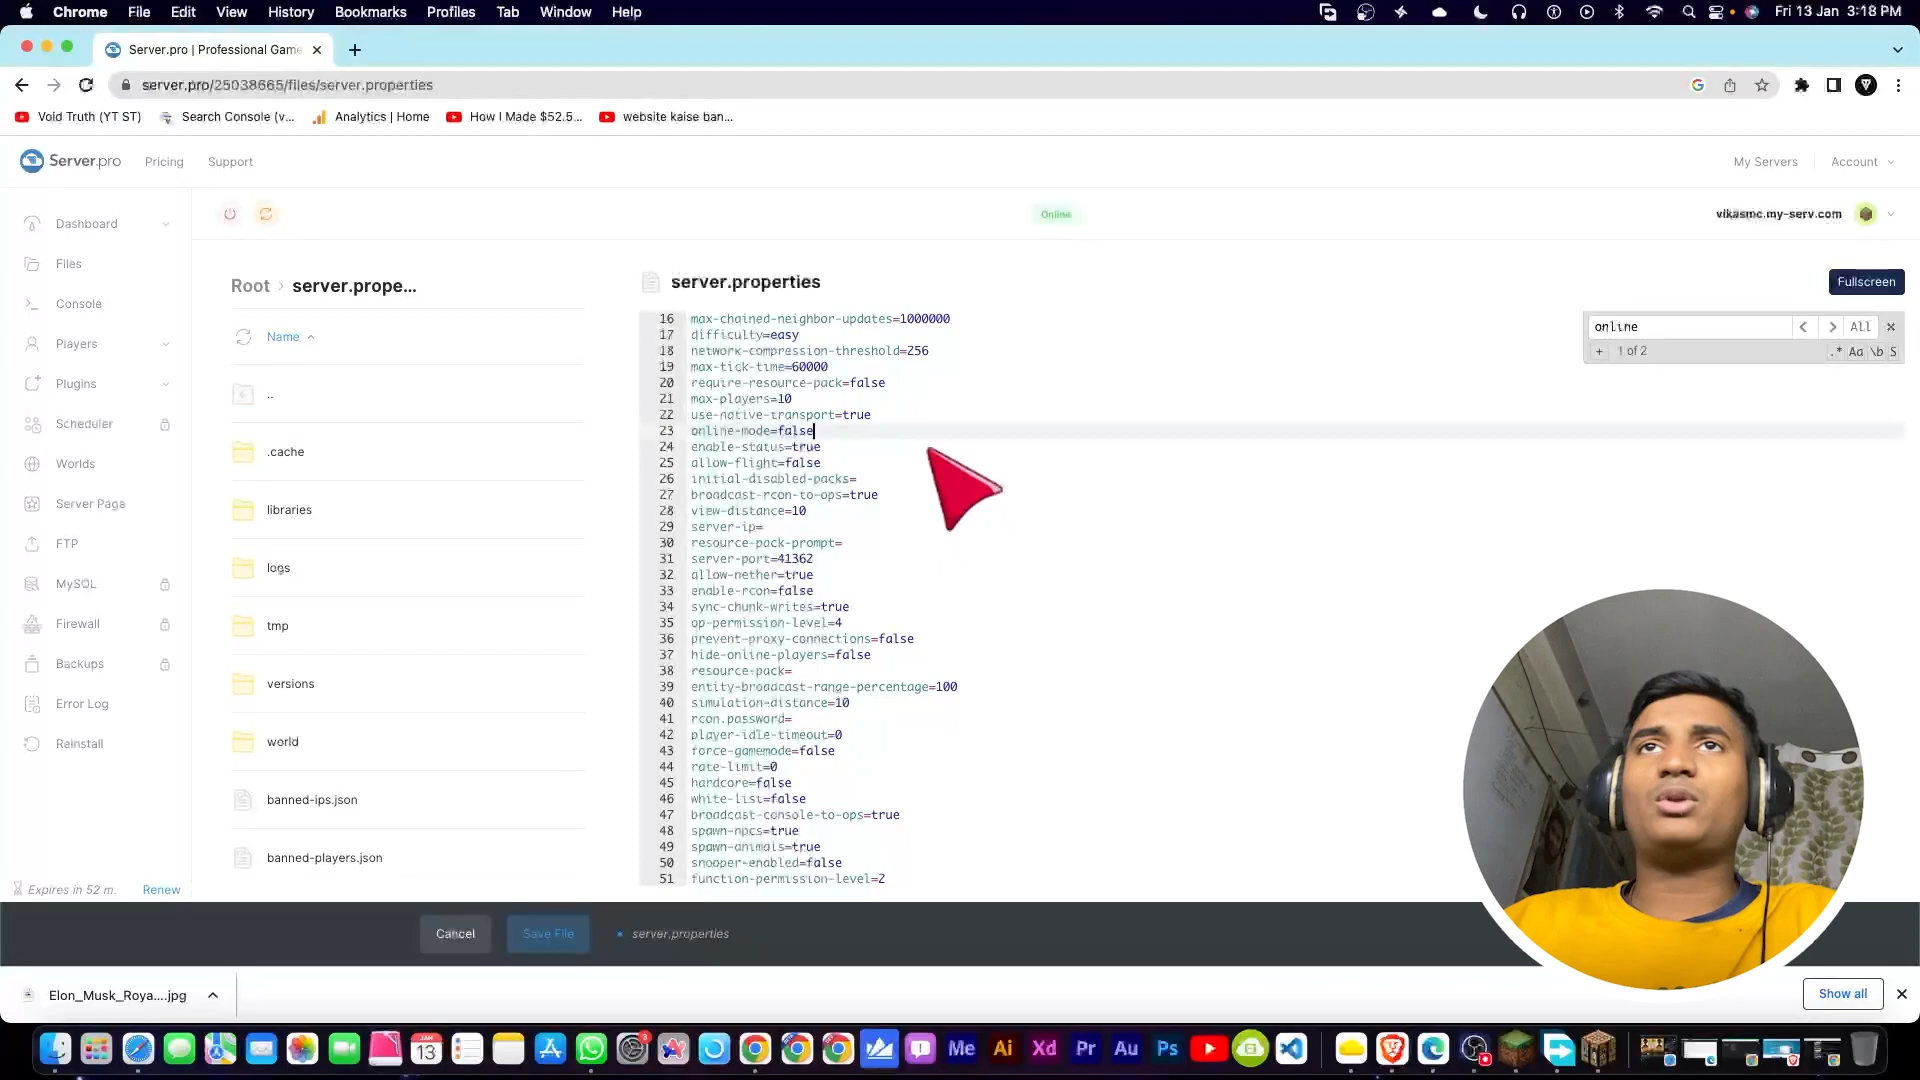 Chrome File Edit View History Bookmarks Profiles Tab Window Help
Fri 13 Jan 3:18 PM
Server.pro | Professional Game
server.pro/25038665/files/server.properties
Void Truth (YT ST) Search Console (v... Analytics | Home How I Made $52.5... website kaise ban...
Server.pro Pricing Support My Servers Account
Online
vikasmc.my-serv.com
Dashboard
Files
Console
Players
Plugins
Scheduler
Worlds
Server Page
FTP
MySQL
Firewall
Backups
Error Log
Reinstall
Expires in 52 m. Renew
Root > server.prope...
Name
..
.cache
libraries
logs
tmp
versions
world
banned-ips.json
banned-players.json
server.properties
Fullscreen
online All
+ 1 of 2 .* Aa \b S
16 max-chained-neighbor-updates=1000000
17 difficulty=easy
18 network-compression-threshold=256
19 max-tick-time=60000
20 require-resource-pack=false
21 max-players=10
22 use-native-transport=true
23 online-mode=false
24 enable-status=true
25 allow-flight=false
26 initial-disabled-packs=
27 broadcast-rcon-to-ops=true
28 view-distance=10
29 server-ip=
30 resource-pack-prompt=
31 server-port=41362
32 allow-nether=true
33 enable-rcon=false
34 sync-chunk-writes=true
35 op-permission-level=4
36 prevent-proxy-connections=false
37 hide-online-players=false
38 resource-pack=
39 entity-broadcast-range-percentage=100
40 simulation-distance=10
41 rcon.password=
42 player-idle-timeout=0
43 force-gamemode=false
44 rate-limit=0
45 hardcore=false
46 white-list=false
47 broadcast-console-to-ops=true
48 spawn-npcs=true
49 spawn-animals=true
50 snooper-enabled=false
51 function-permission-level=2
Cancel Save File server.properties
Elon_Musk_Roya....jpg
Show all
JAN
13
3
Me Ai Xd Pr Au Ps